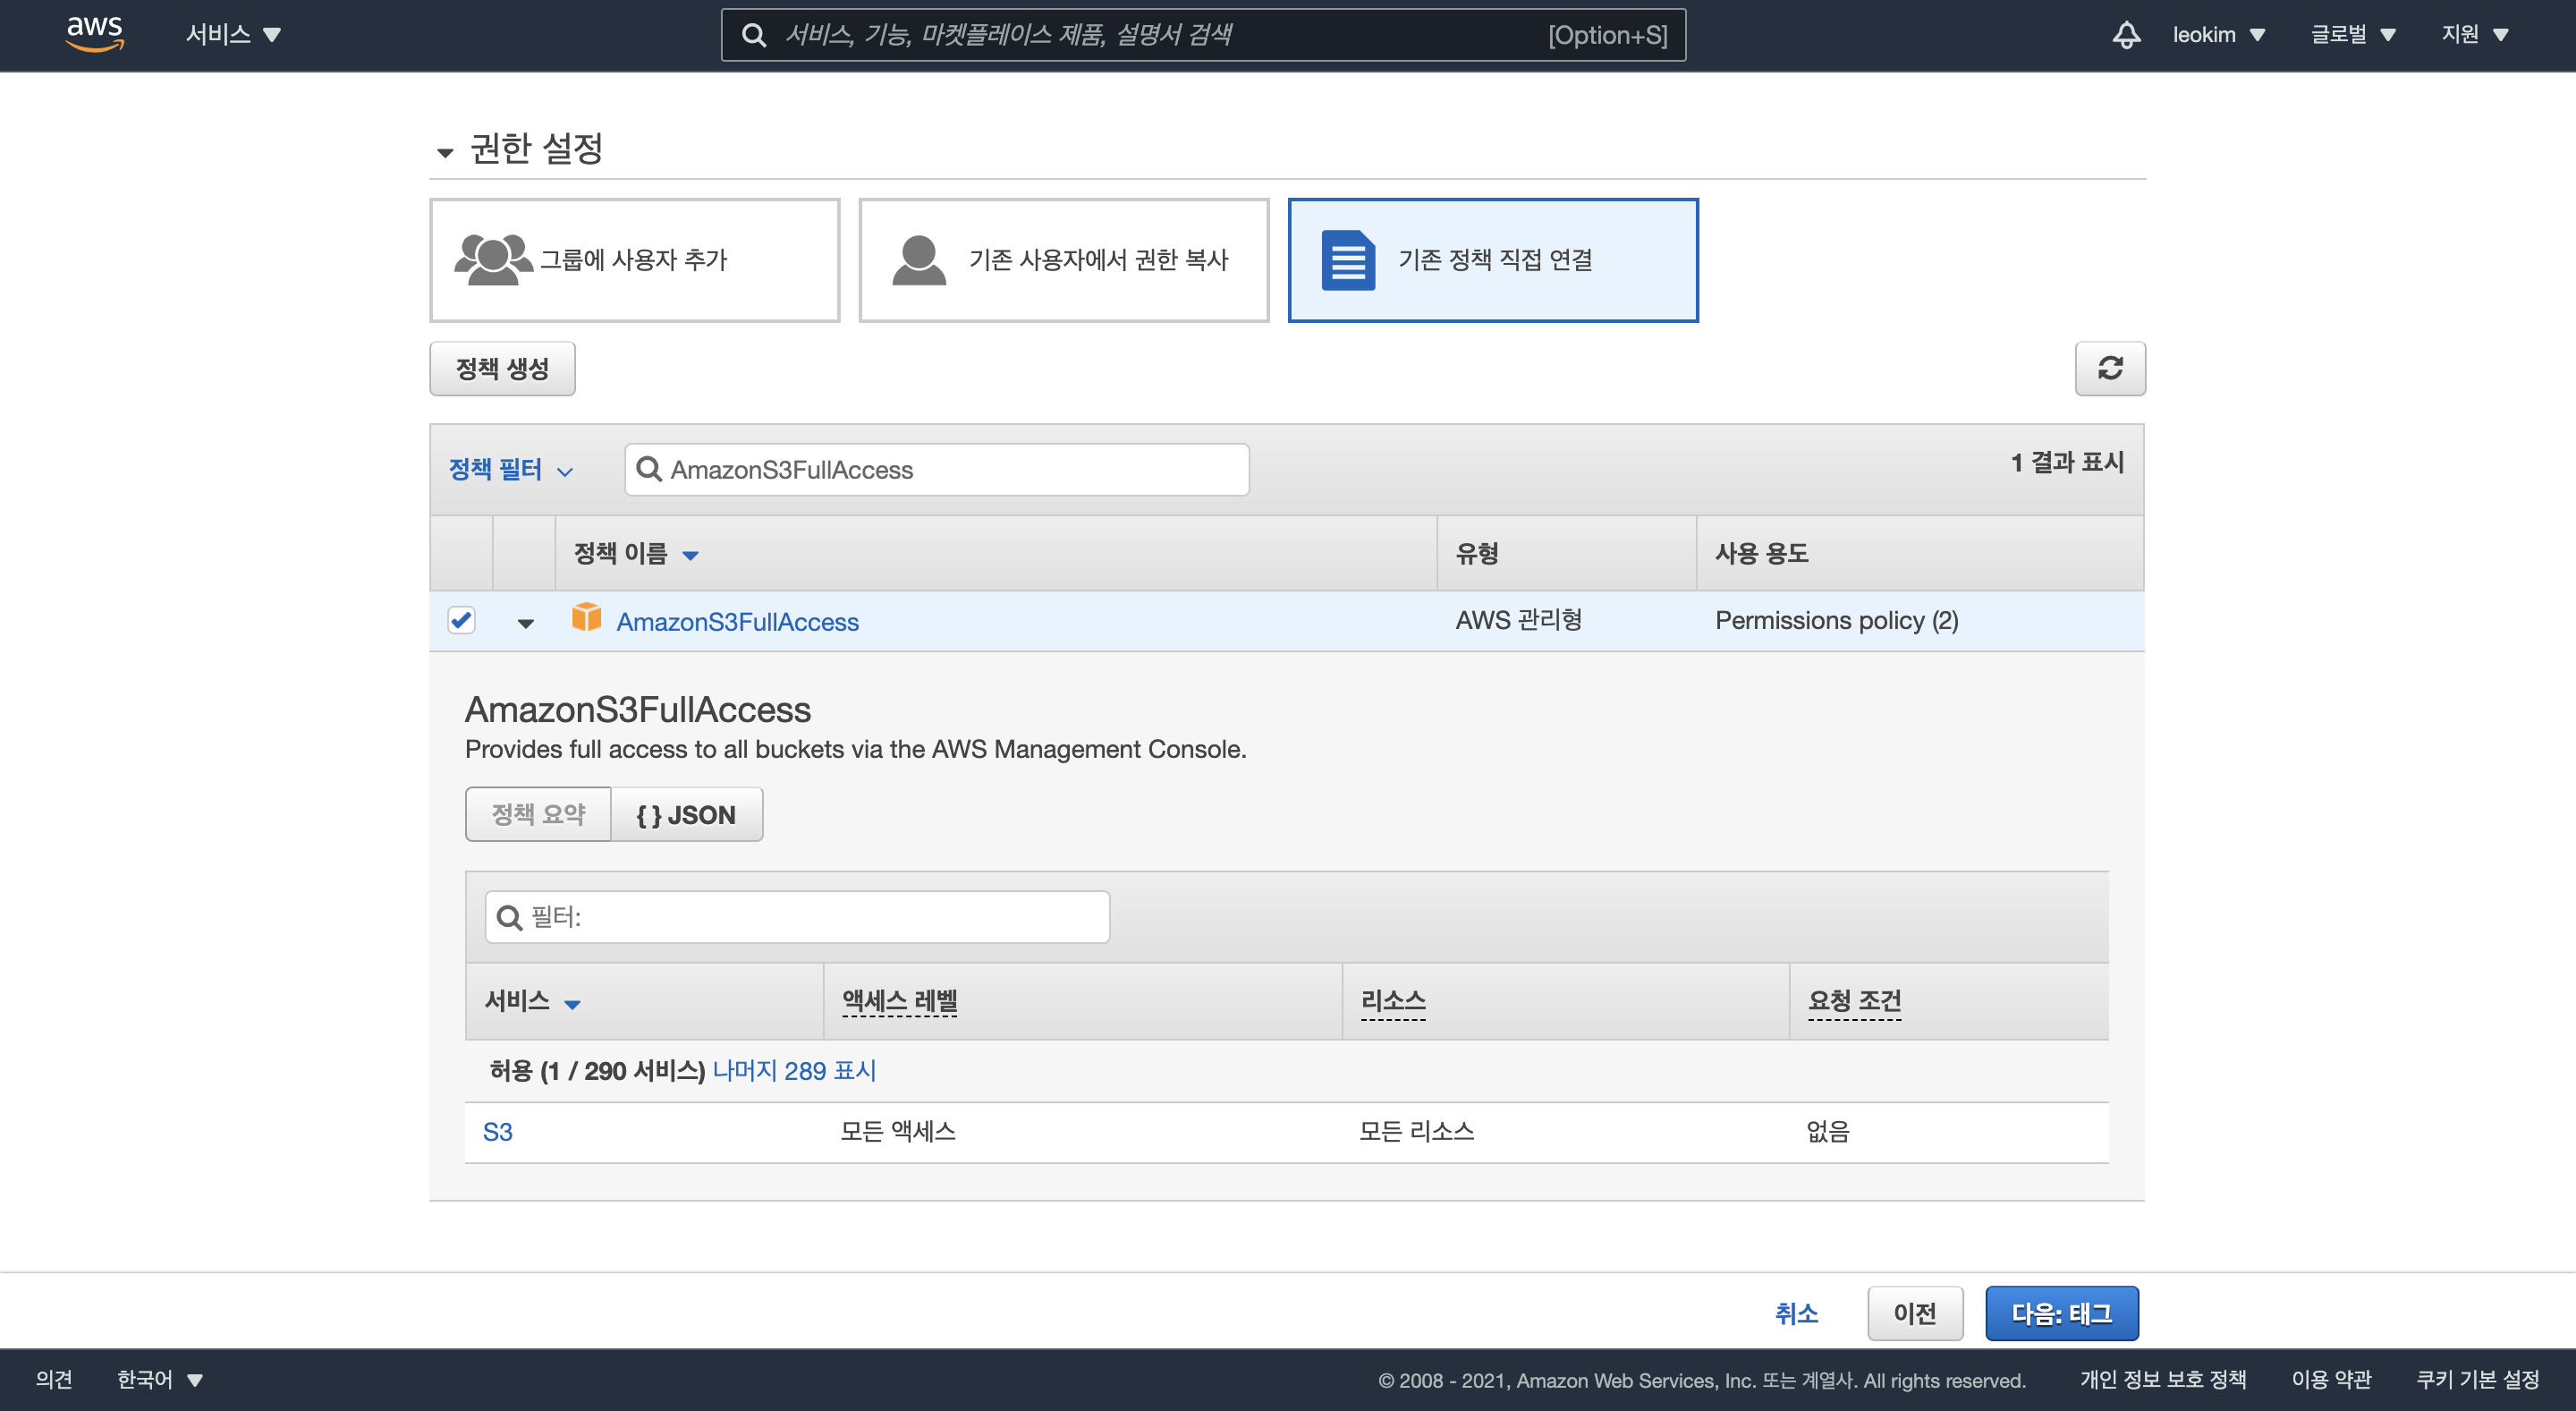 aws 서비스 서비스, 기능, 마켓플레이스 제품, 설명서 검색 [Option+S] leokim 글로벌 지원
권한 설정
그룹에 사용자 추가 기존 사용자에서 권한 복사 기존 정책 직접 연결
정책 생성
정책 필터 AmazonS3FullAccess 1 결과 표시
정책 이름 유형 사용 용도
AmazonS3FullAccess AWS 관리형 Permissions policy (2)
AmazonS3FullAccess
Provides full access to all buckets via the AWS Management Console.
정책 요약 { } JSON
필터:
서비스 액세스 레벨 리소스 요청 조건
허용 (1 / 290 서비스) 나머지 289 표시
S3 모든 액세스 모든 리소스 없음
취소 이전 다음: 태그
의견 한국어 © 2008 - 2021, Amazon Web Services, Inc. 또는 계열사. All rights reserved. 개인 정보 보호 정책 이용 약관 쿠키 기본 설정